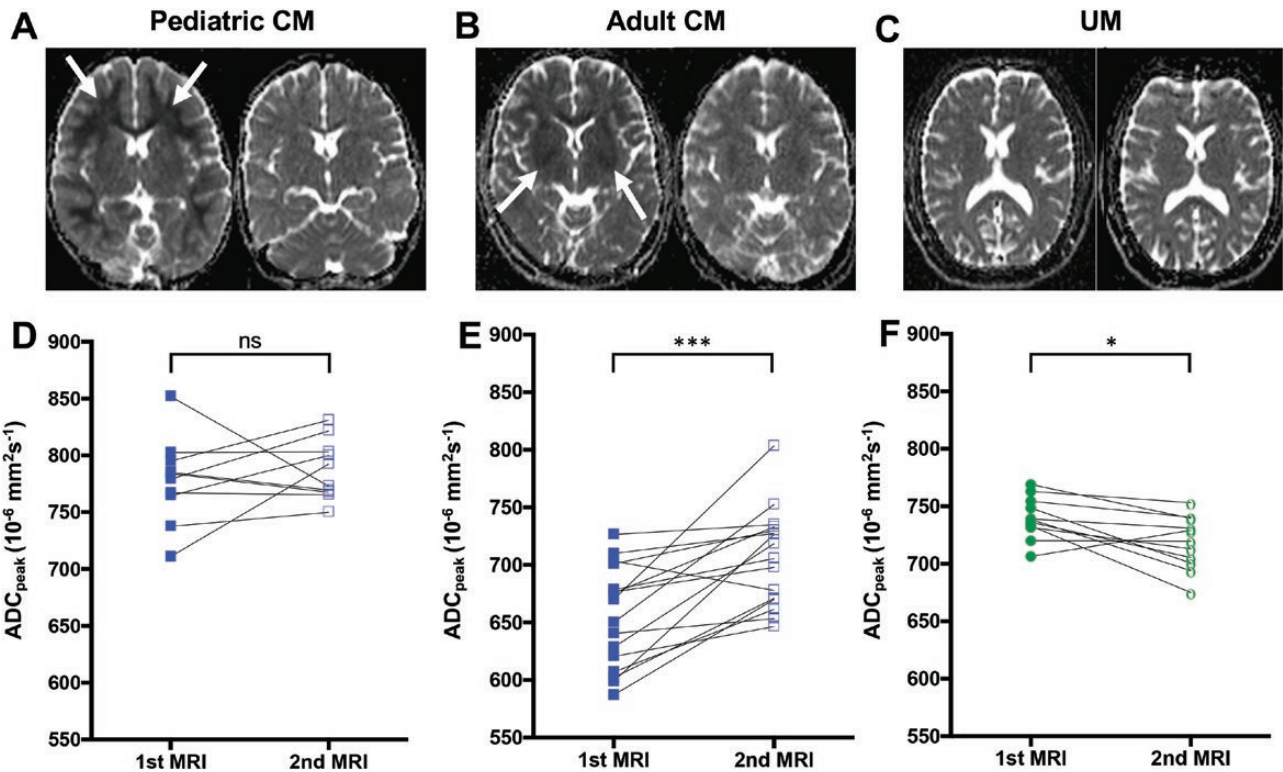 A Pediatric CM
B Adult CM
C UM
D
900
850
800
750
700
650
600
550
ADCpeak (10-6 mm2s-1)
ns
1st MRI 2nd MRI
E
900
850
800
750
700
650
600
550
ADCpeak (10-6 mm2s-1)
***
1st MRI 2nd MRI
F
900
850
800
750
700
650
600
550
ADCpeak (10-6 mm2s-1)
*
1st MRI 2nd MRI